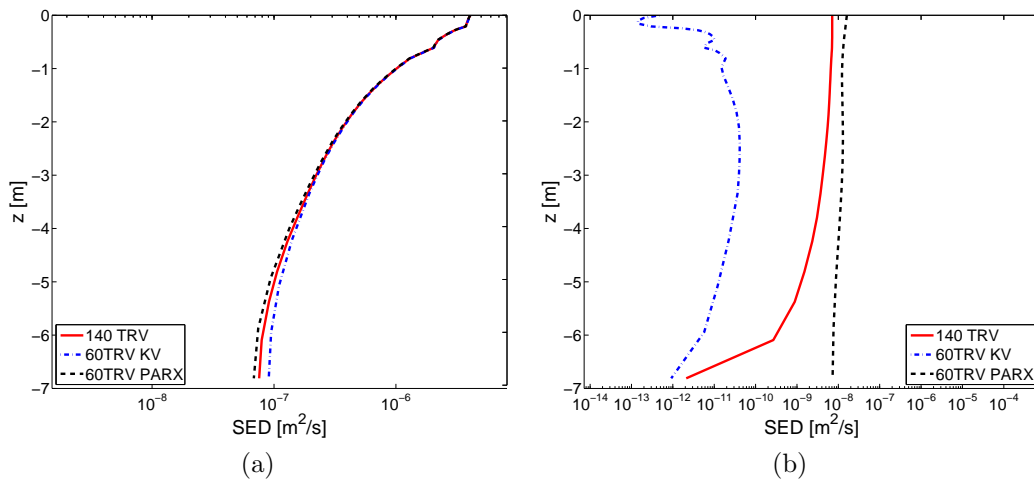 0
−1
−2
−3
−4
−5
−6
−7
z [m]
140 TRV
60TRV KV
60TRV PARX
10^−8
10^−7
10^−6
SED [m^2/s]
(a)
0
−1
−2
−3
−4
−5
−6
−7
z [m]
140 TRV
60TRV KV
60TRV PARX
10^−14
10^−13
10^−12
10^−11
10^−10
10^−9
10^−8
10^−7
10^−6
10^−5
10^−4
SED [m^2/s]
(b)